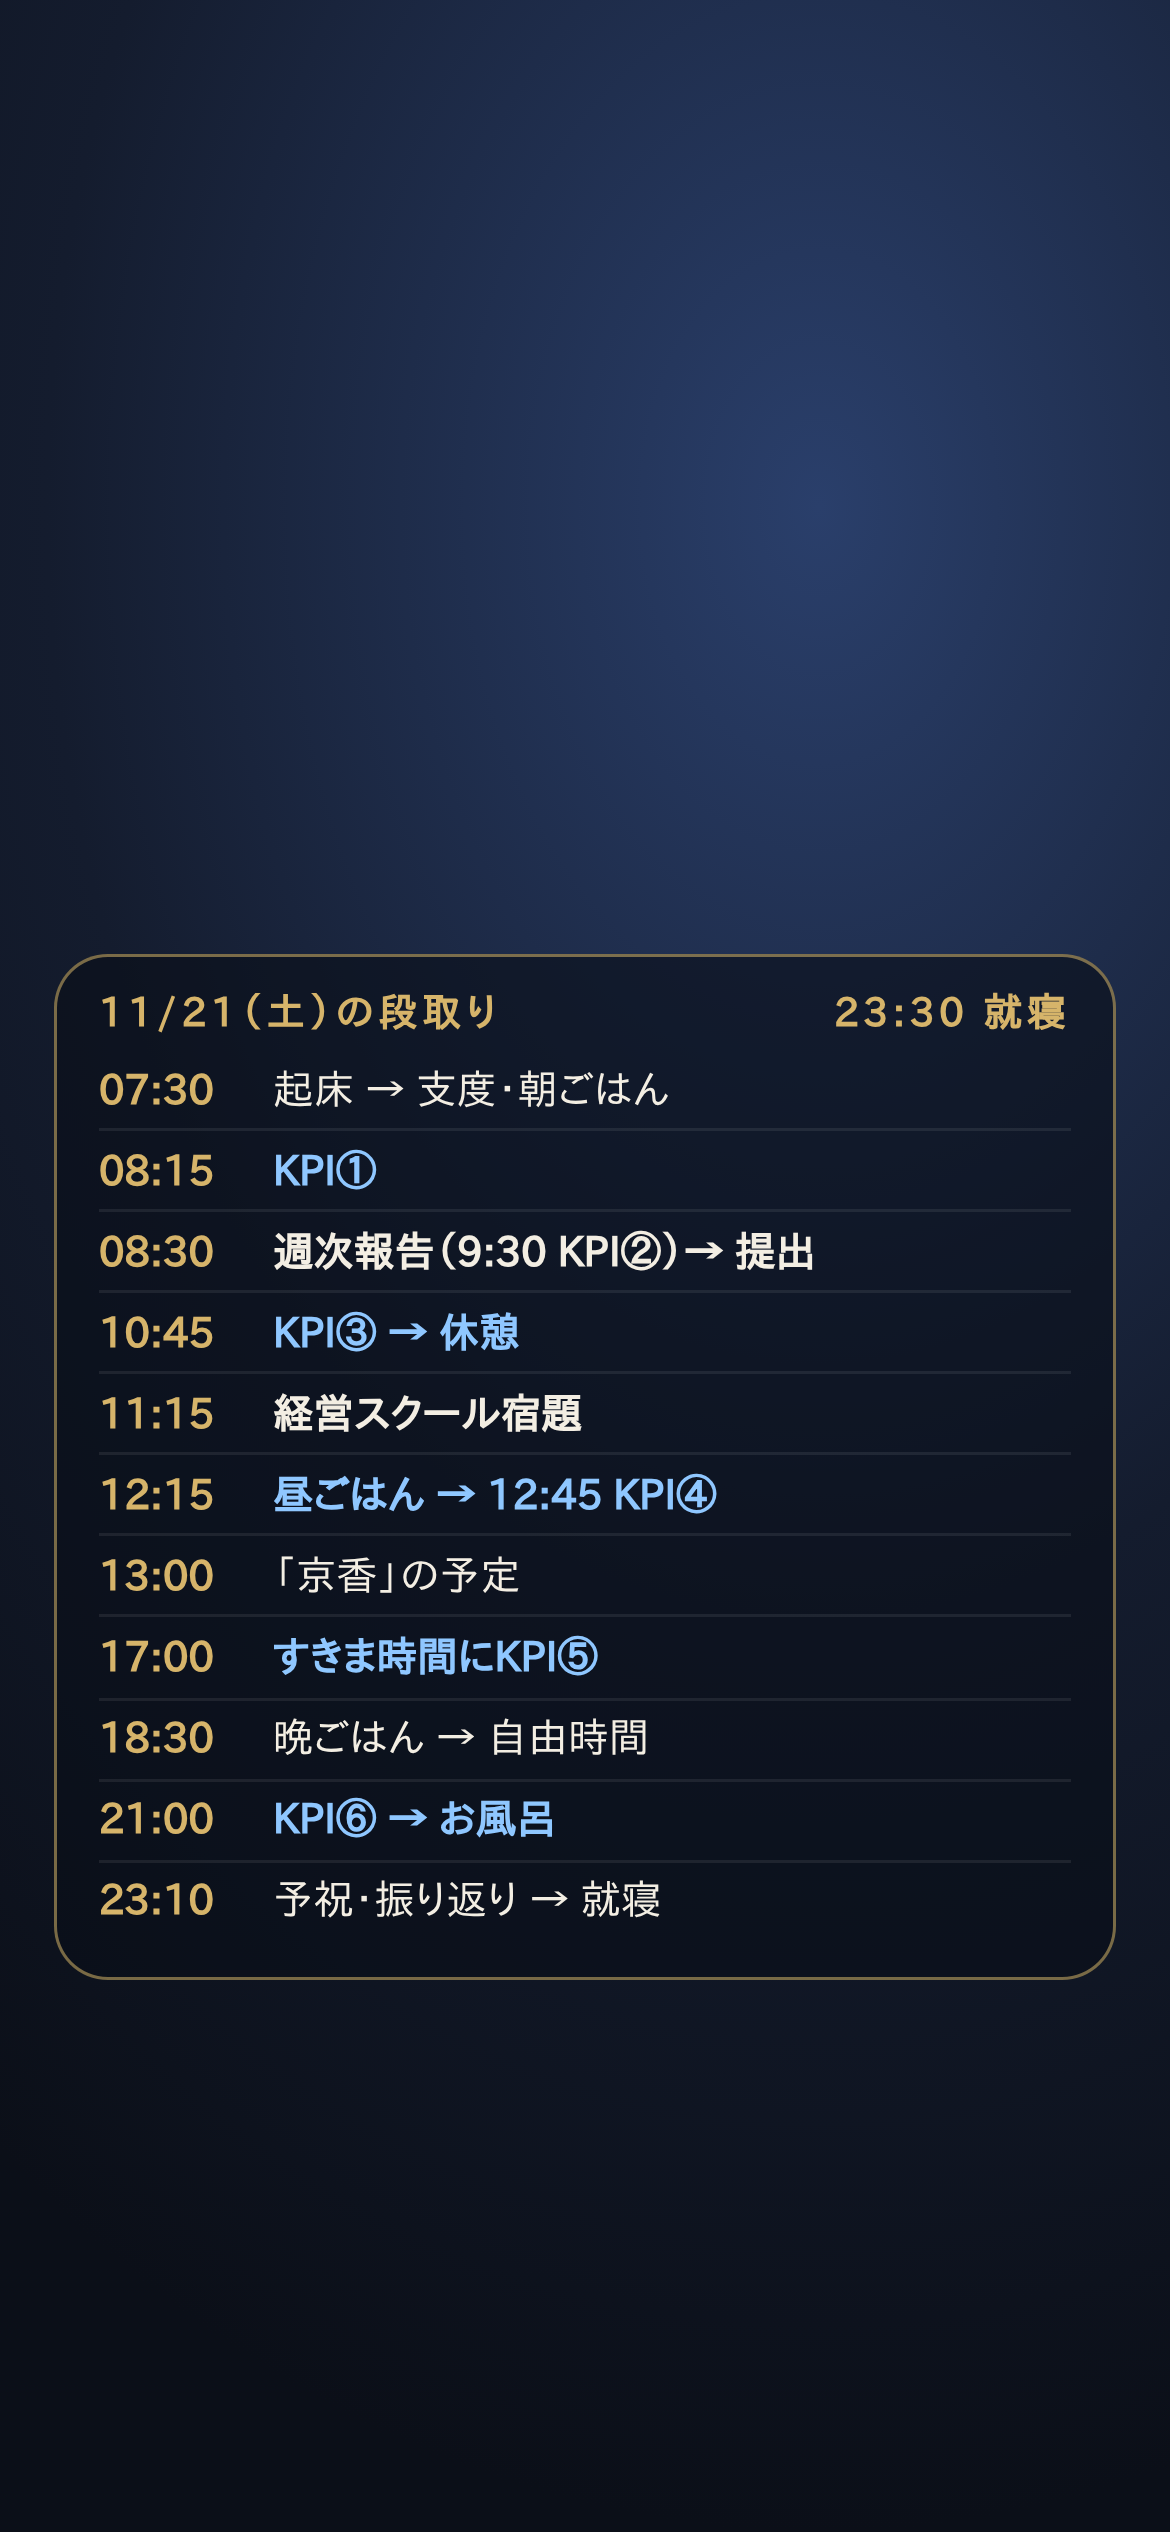 11/21（土）の段取り 23:30 就寝
07:30 起床 → 支度・朝ごはん
08:15 KPI①
08:30 週次報告（9:30 KPI②）→ 提出
10:45 KPI③ → 休憩
11:15 経営スクール宿題
12:15 昼ごはん → 12:45 KPI④
13:00 「京香」の予定
17:00 すきま時間にKPI⑤
18:30 晩ごはん → 自由時間
21:00 KPI⑥ → お風呂
23:10 予祝・振り返り → 就寝